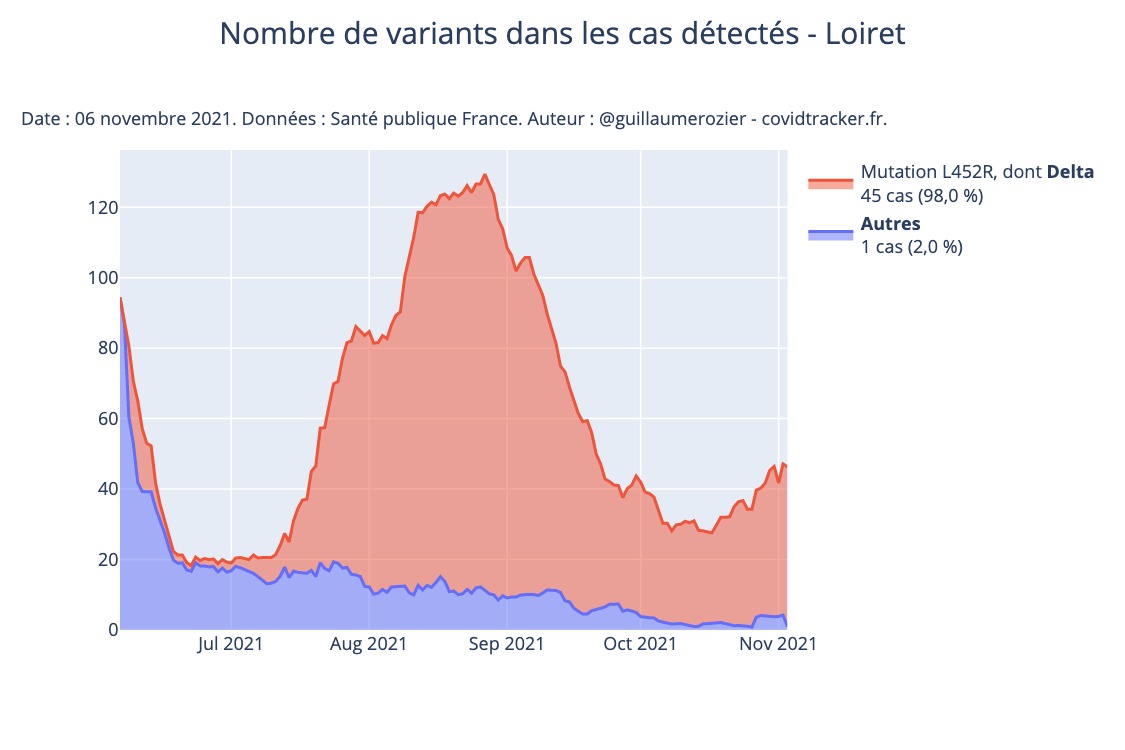 Nombre de variants dans les cas détectés - Loiret
Date : 06 novembre 2021. Données : Santé publique France. Auteur : @guillaumerozier - covidtracker.fr.
Mutation L452R, dont Delta
45 cas (98,0 %)
Autres
1 cas (2,0 %)
120
100
80
60
40
20
0
Jul 2021
Aug 2021
Sep 2021
Oct 2021
Nov 2021